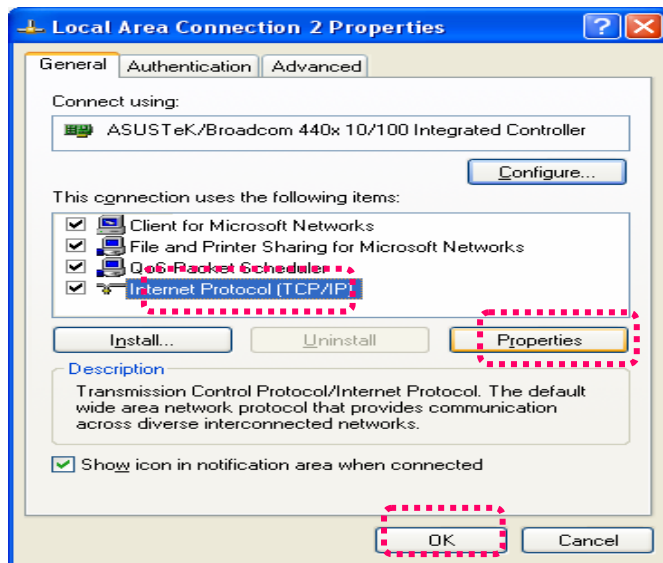 Local Area Connection 2 Properties
General Authentication Advanced
Connect using:
ASUSTeK/Broadcom 440x 10/100 Integrated Controller
Configure...
This connection uses the following items:
Client for Microsoft Networks
File and Printer Sharing for Microsoft Networks
QoS Packet Scheduler
Internet Protocol (TCP/IP)
Install... Uninstall Properties
Description
Transmission Control Protocol/Internet Protocol. The default
wide area network protocol that provides communication
across diverse interconnected networks.
Show icon in notification area when connected
OK Cancel